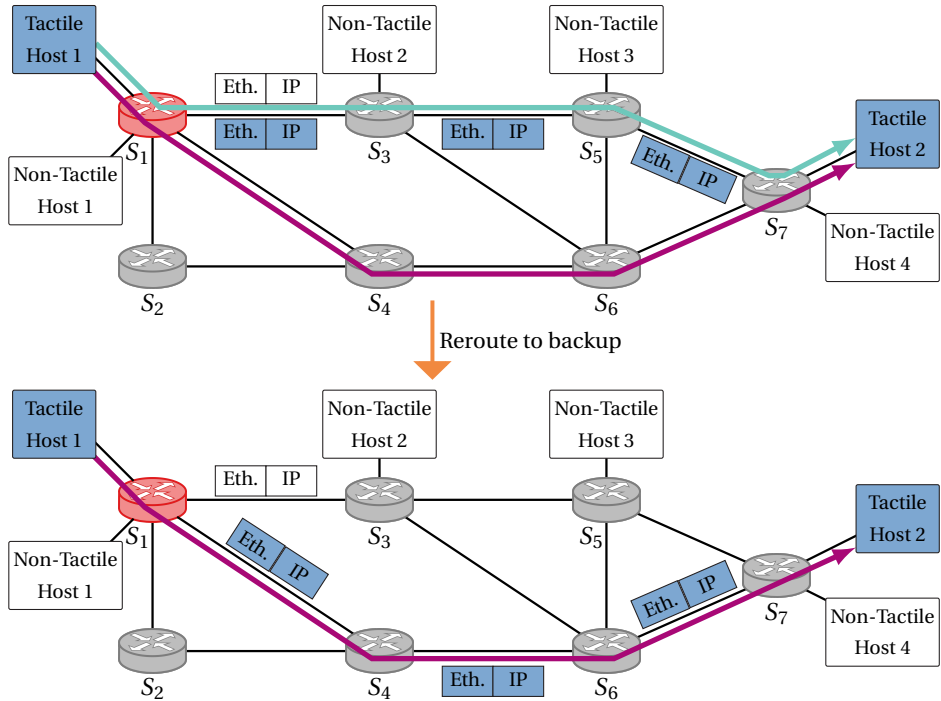 Tactile
Host 1
Non-Tactile
Host 2
Non-Tactile
Host 3
Eth. IP
Eth. IP
Eth. IP
Tactile
Host 2
S1
S3
S5
Eth. IP
Non-Tactile
Host 1
S7
Non-Tactile
Host 4
S2
S4
S6
Reroute to backup
Tactile
Host 1
Non-Tactile
Host 2
Non-Tactile
Host 3
Eth. IP
Tactile
Host 2
S1
S3
S5
Eth. IP
Non-Tactile
Host 1
Eth. IP
S7
Non-Tactile
Host 4
S2
S4
Eth. IP
S6